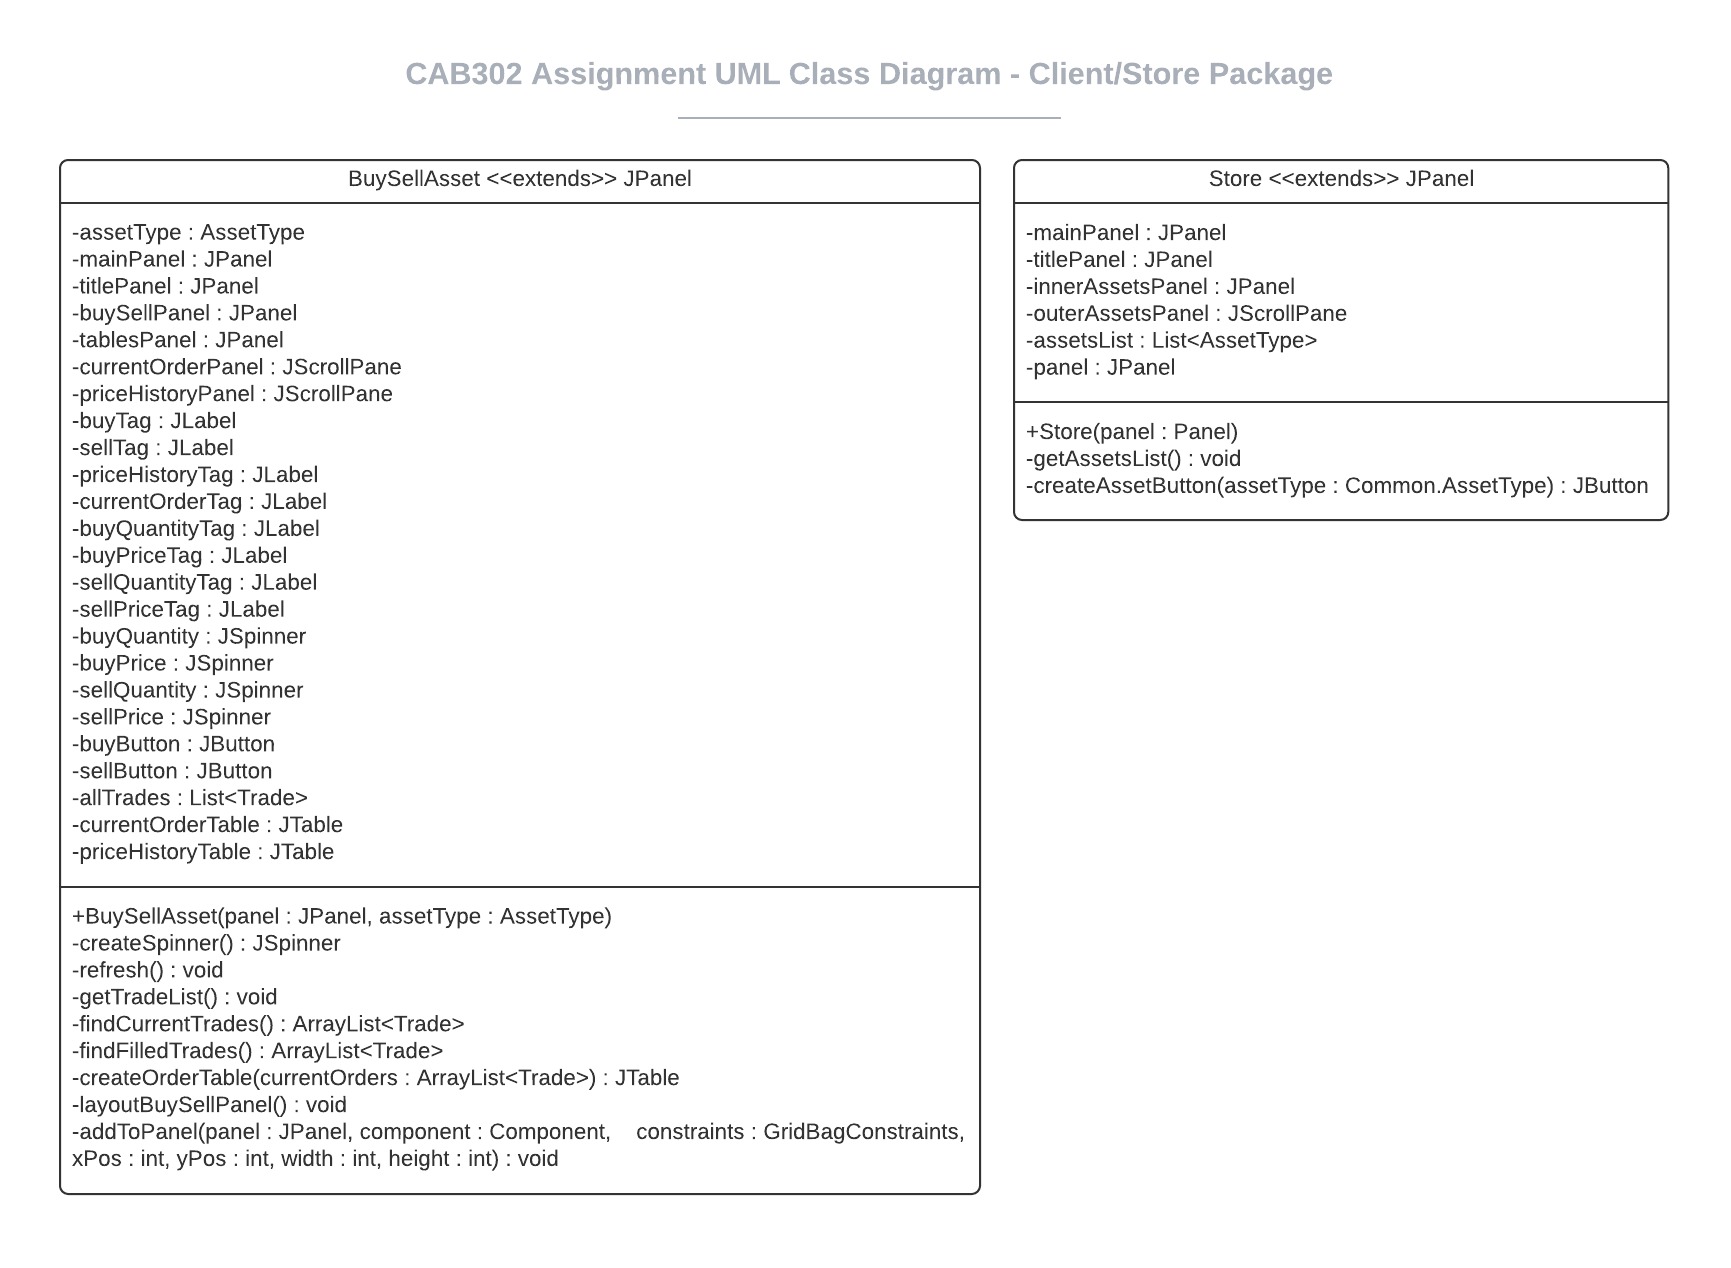 CAB302 Assignment UML Class Diagram - Client/Store Package
BuySellAsset <<extends>> JPanel
-assetType : AssetType
-mainPanel : JPanel
-titlePanel : JPanel
-buySellPanel : JPanel
-tablesPanel : JPanel
-currentOrderPanel : JScrollPane
-priceHistoryPanel : JScrollPane
-buyTag : JLabel
-sellTag : JLabel
-priceHistoryTag : JLabel
-currentOrderTag : JLabel
-buyQuantityTag : JLabel
-buyPriceTag : JLabel
-sellQuantityTag : JLabel
-sellPriceTag : JLabel
-buyQuantity : JSpinner
-buyPrice : JSpinner
-sellQuantity : JSpinner
-sellPrice : JSpinner
-buyButton : JButton
-sellButton : JButton
-allTrades : List<Trade>
-currentOrderTable : JTable
-priceHistoryTable : JTable
+BuySellAsset(panel : JPanel, assetType : AssetType)
-createSpinner() : JSpinner
-refresh() : void
-getTradeList() : void
-findCurrentTrades() : ArrayList<Trade>
-findFilledTrades() : ArrayList<Trade>
-createOrderTable(currentOrders : ArrayList<Trade>) : JTable
-layoutBuySellPanel() : void
-addToPanel(panel : JPanel, component : Component,    constraints : GridBagConstraints,
xPos : int, yPos : int, width : int, height : int) : void
Store <<extends>> JPanel
-mainPanel : JPanel
-titlePanel : JPanel
-innerAssetsPanel : JPanel
-outerAssetsPanel : JScrollPane
-assetsList : List<AssetType>
-panel : JPanel
+Store(panel : Panel)
-getAssetsList() : void
-createAssetButton(assetType : Common.AssetType) : JButton